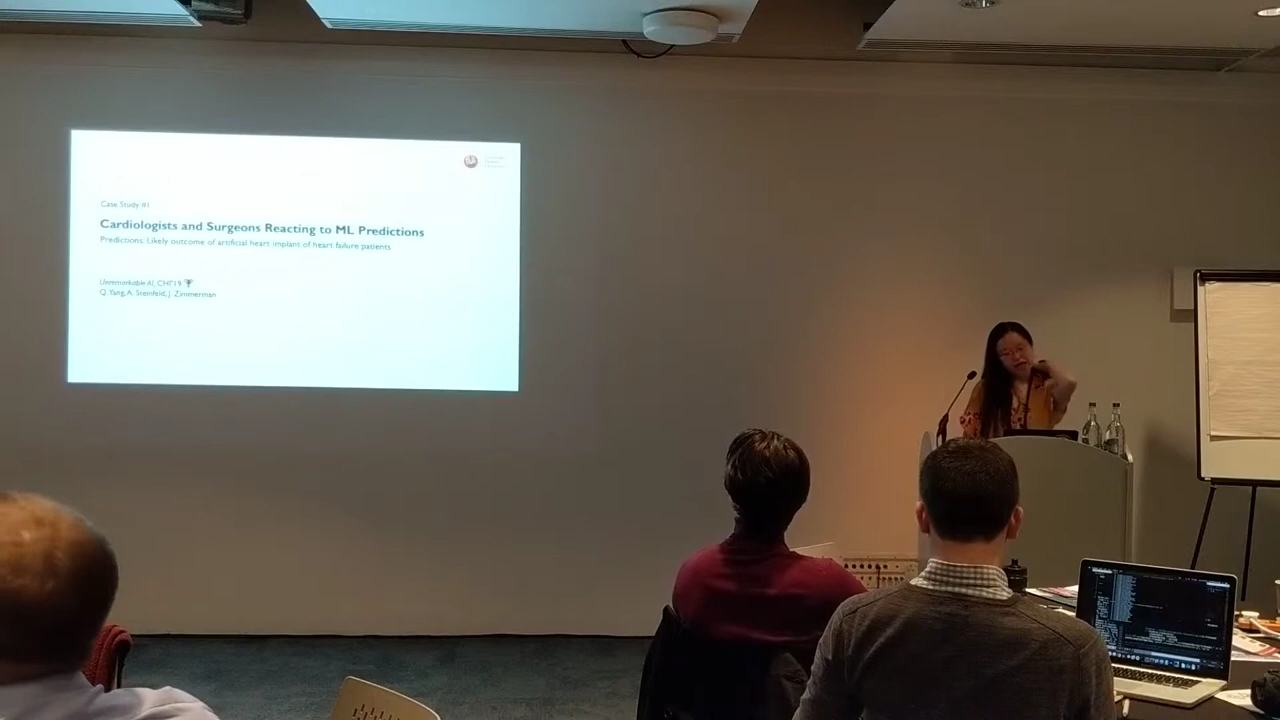 Case Study #1
Cardiologists and Surgeons Reacting to ML Predictions
Predictions: Likely outcome of artificial heart implant of heart failure patients
Unremarkable AI, CHI'19
Q. Yang, A. Steinfeld, J. Zimmerman